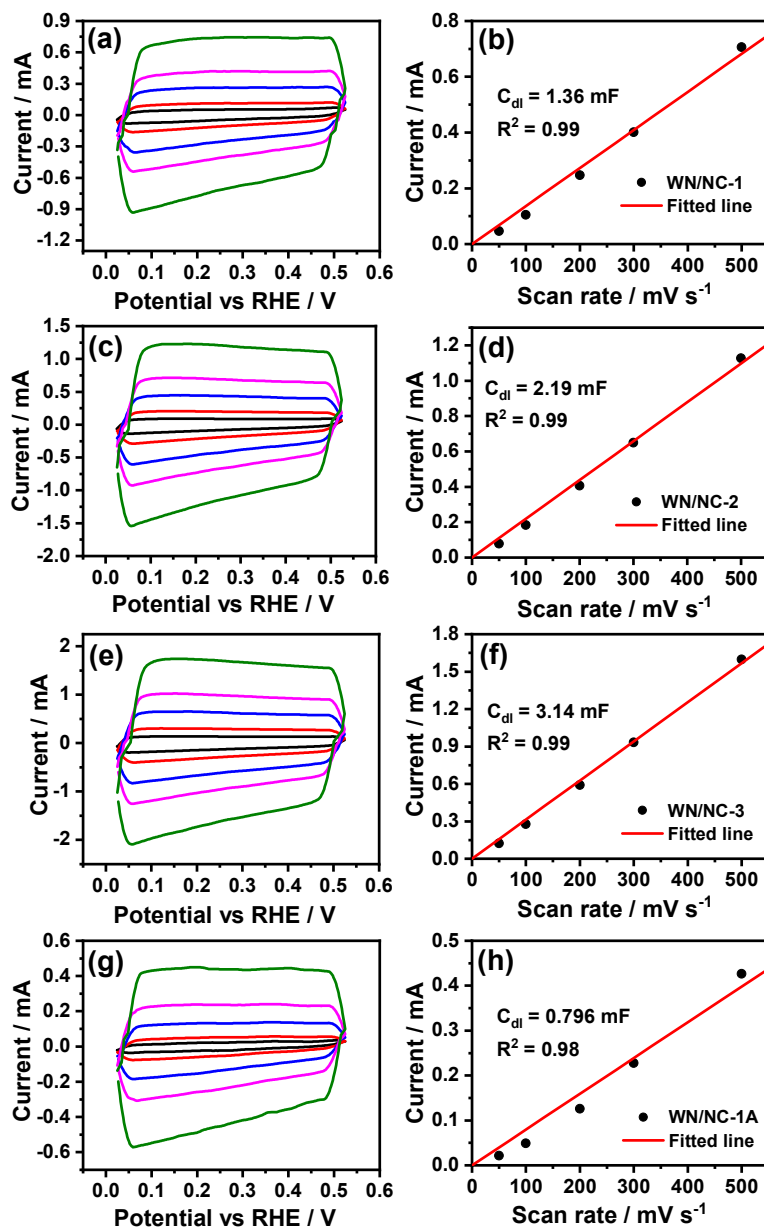 (a)
0.9
0.6
0.3
0.0
-0.3
-0.6
-0.9
-1.2
Current / mA
0.0 0.1 0.2 0.3 0.4 0.5 0.6
Potential vs RHE / V
(b)
0.8
0.6
0.4
0.2
0.0
Current / mA
C_dl = 1.36 mF
R² = 0.99
WN/NC-1
Fitted line
0 100 200 300 400 500
Scan rate / mV s⁻¹
(c)
1.5
1.0
0.5
0.0
-0.5
-1.0
-1.5
-2.0
Current / mA
0.0 0.1 0.2 0.3 0.4 0.5 0.6
Potential vs RHE / V
(d)
1.2
1.0
0.8
0.6
0.4
0.2
0.0
Current / mA
C_dl = 2.19 mF
R² = 0.99
WN/NC-2
Fitted line
0 100 200 300 400 500
Scan rate / mV s⁻¹
(e)
2
1
0
-1
-2
Current / mA
0.0 0.1 0.2 0.3 0.4 0.5 0.6
Potential vs RHE / V
(f)
1.8
1.5
1.2
0.9
0.6
0.3
0.0
Current / mA
C_dl = 3.14 mF
R² = 0.99
WN/NC-3
Fitted line
0 100 200 300 400 500
Scan rate / mV s⁻¹
(g)
0.6
0.4
0.2
0.0
-0.2
-0.4
-0.6
Current / mA
0.0 0.1 0.2 0.3 0.4 0.5 0.6
Potential vs RHE / V
(h)
0.5
0.4
0.3
0.2
0.1
0.0
Current / mA
C_dl = 0.796 mF
R² = 0.98
WN/NC-1A
Fitted line
0 100 200 300 400 500
Scan rate / mV s⁻¹